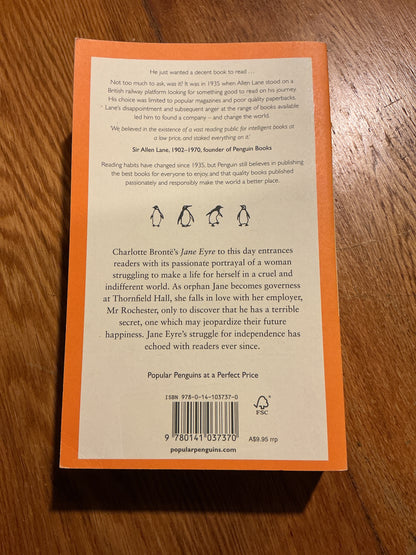 He just wanted a decent book to read ...
Not too much to ask, was it? It was in 1935 when Allen Lane stood on a
British railway platform looking for something good to read on his journey.
His choice was limited to popular magazines and poor quality paperbacks.
Lane's disappointment and subsequent anger at the range of books available
led him to found a company – and change the world.
'We believed in the existence of a vast reading public for intelligent books at
a low price, and staked everything on it'
Sir Allen Lane, 1902–1970, founder of Penguin Books
Reading habits have changed since 1935, but Penguin still believes in publishing
the best books for everyone to enjoy, and that quality books published
passionately and responsibly make the world a better place.
Charlotte Brontë's Jane Eyre to this day entrances
readers with its passionate portrayal of a woman
struggling to make a life for herself in a cruel and
indifferent world. As orphan Jane becomes governess
at Thornfield Hall, she falls in love with her employer,
Mr Rochester, only to discover that he has a terrible
secret, one which may jeopardize their future
happiness. Jane Eyre's struggle for independence has
echoed with readers ever since.
Popular Penguins at a Perfect Price
ISBN 978-0-14-103737-0
9 780141 037370
FSC
A$9.95 rrp
popularpenguins.com